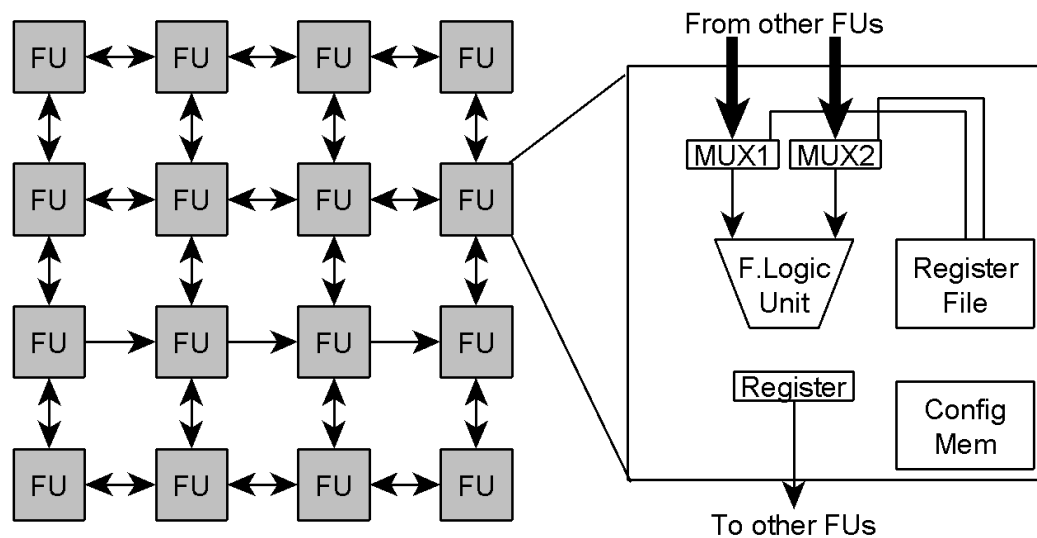 FU FU FU FU
FU FU FU FU
FU FU FU FU
FU FU FU FU
From other FUs
MUX1 MUX2
F.Logic
Unit
Register
File
Register
Config
Mem
To other FUs